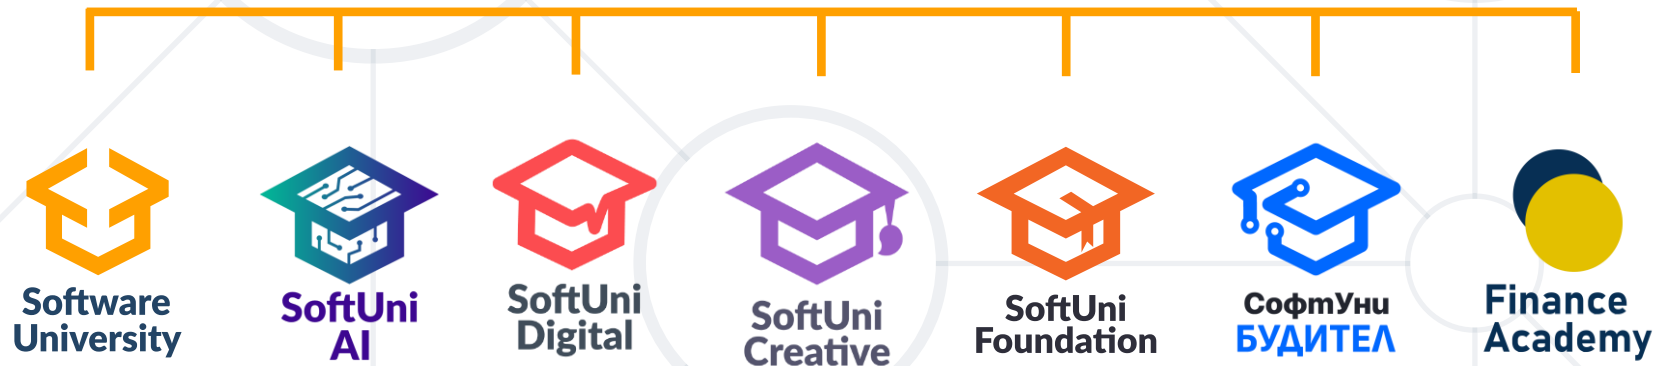 Software
University
SoftUni
AI
SoftUni
Digital
SoftUni
Creative
SoftUni
Foundation
СофтУни
БУДИТЕЛ
Finance
Academy